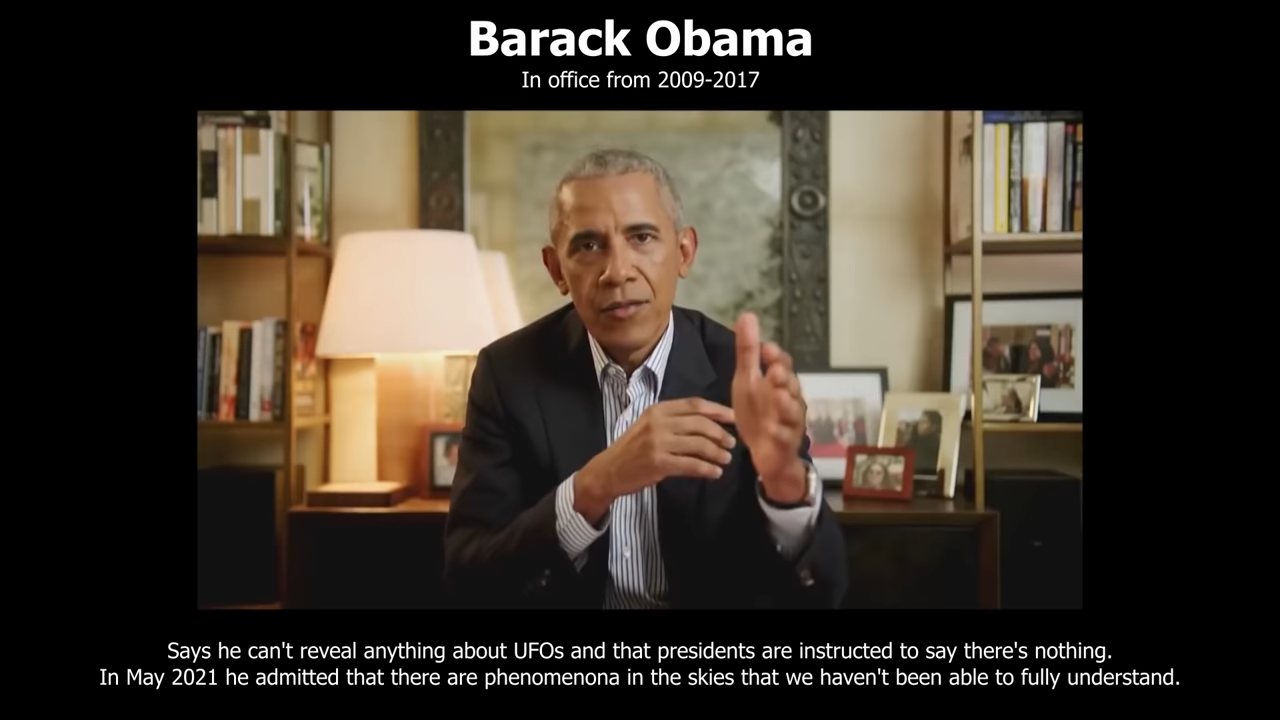 Barack Obama
In office from 2009-2017
Says he can't reveal anything about UFOs and that presidents are instructed to say there's nothing.
In May 2021 he admitted that there are phenomenona in the skies that we haven't been able to fully understand.